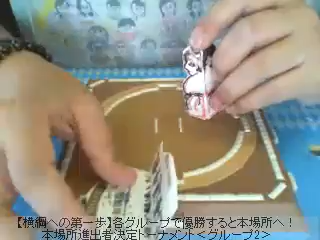 【横綱への第一歩】各グループで優勝すると本場所へ！
本場所進出者決定トーナメント＜グループ2＞